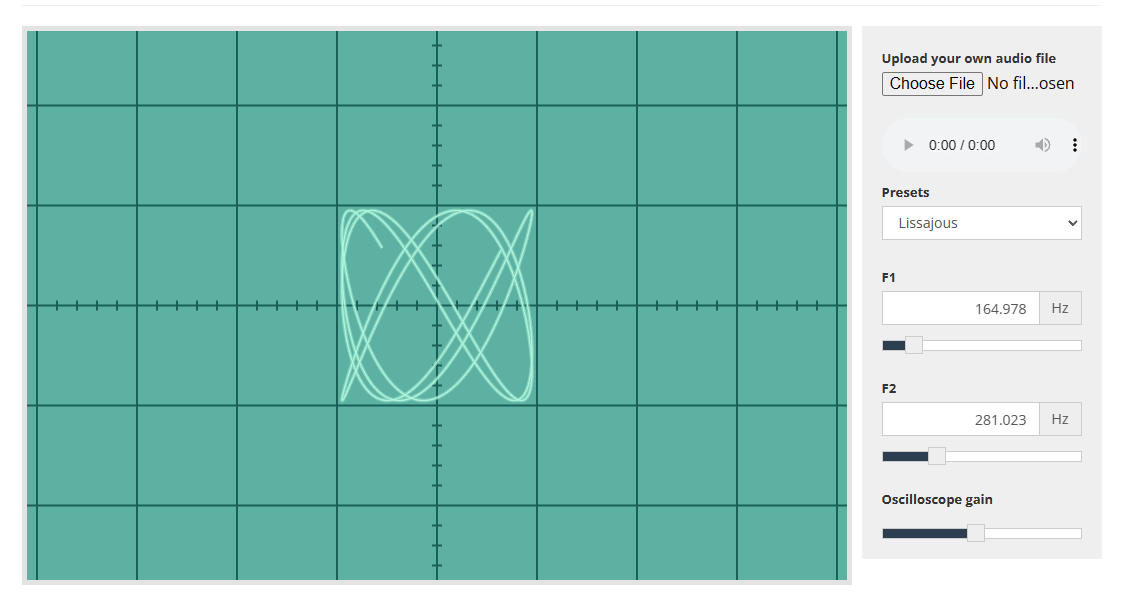 Upload your own audio file
Choose File No fil...osen
0:00 / 0:00
Presets
Lissajous
F1
164.978 Hz
F2
281.023 Hz
Oscilloscope gain